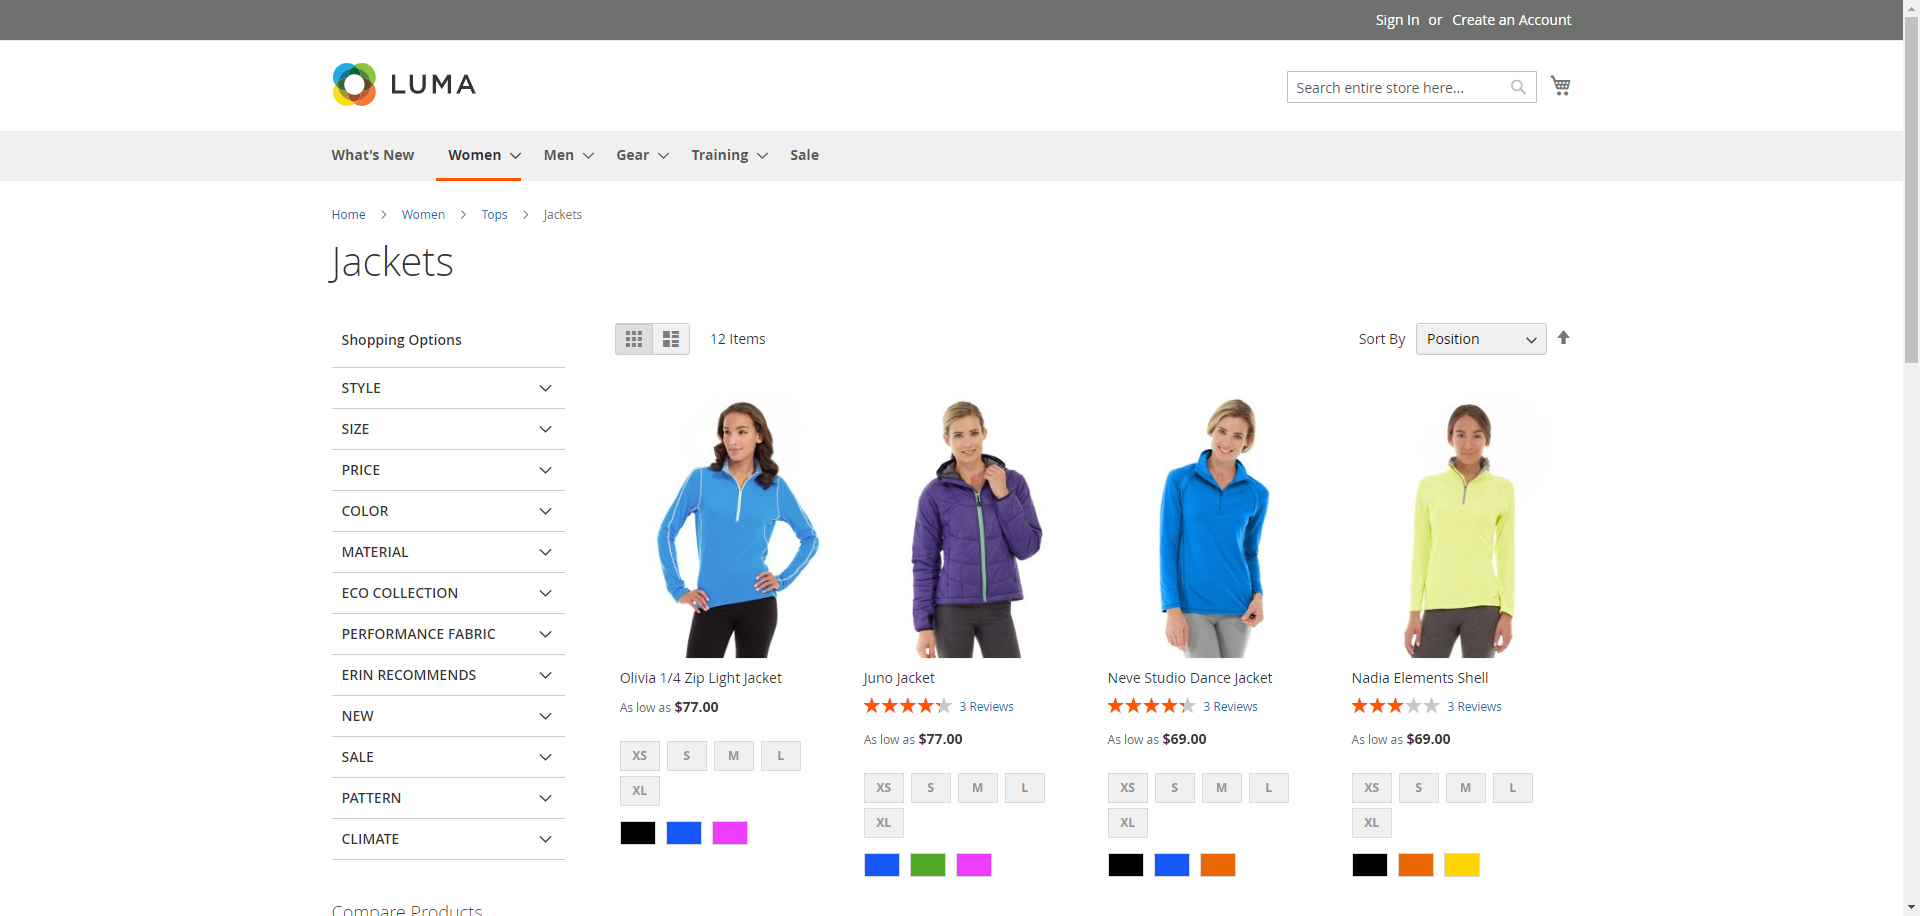 Sign In or Create an Account
LUMA
Search entire store here...
What's New Women Men Gear Training Sale
Home Women Tops Jackets
Jackets
Shopping Options
STYLE
SIZE
PRICE
COLOR
MATERIAL
ECO COLLECTION
PERFORMANCE FABRIC
ERIN RECOMMENDS
NEW
SALE
PATTERN
CLIMATE
Compare Products
12 Items
Sort By Position
Olivia 1/4 Zip Light Jacket
As low as $77.00
XS S M L
XL
Juno Jacket
3 Reviews
As low as $77.00
XS S M L
XL
Neve Studio Dance Jacket
3 Reviews
As low as $69.00
XS S M L
XL
Nadia Elements Shell
3 Reviews
As low as $69.00
XS S M L
XL